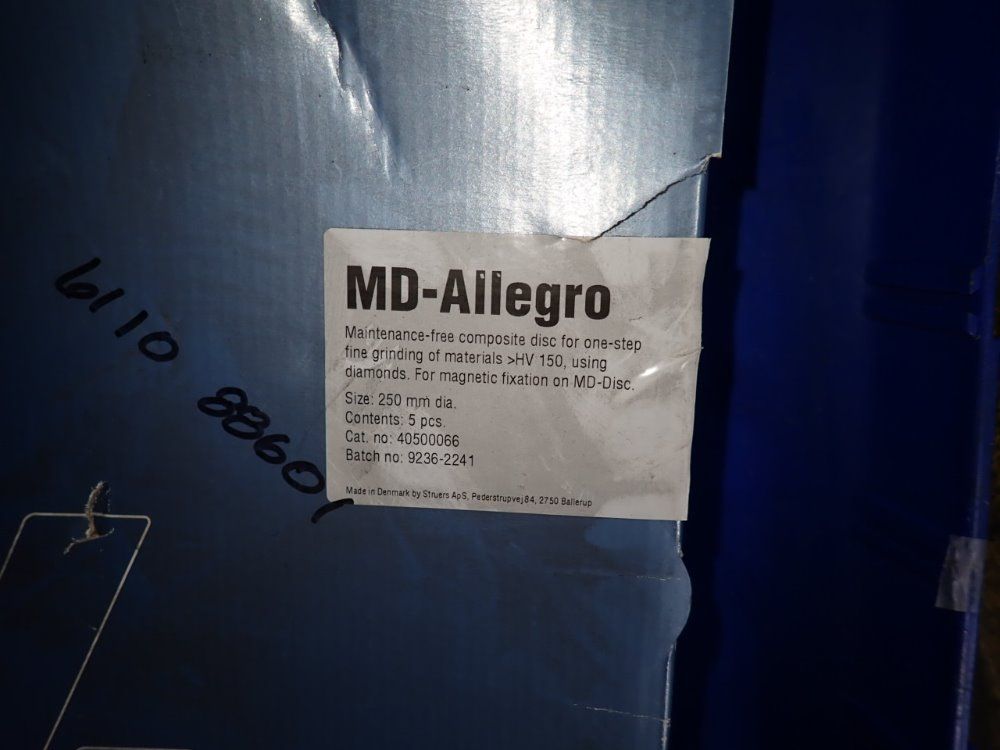 MD-Allegro
Maintenance-free composite disc for one-step
fine grinding of materials >HV 150, using
diamonds. For magnetic fixation on MD-Disc.
Size: 250 mm dia.
Contents: 5 pcs.
Cat. no: 40500066
Batch no: 9236-2241
Made in Denmark by Struers ApS, Pederstrupvej 84, 2750 Ballerup
6110 88601